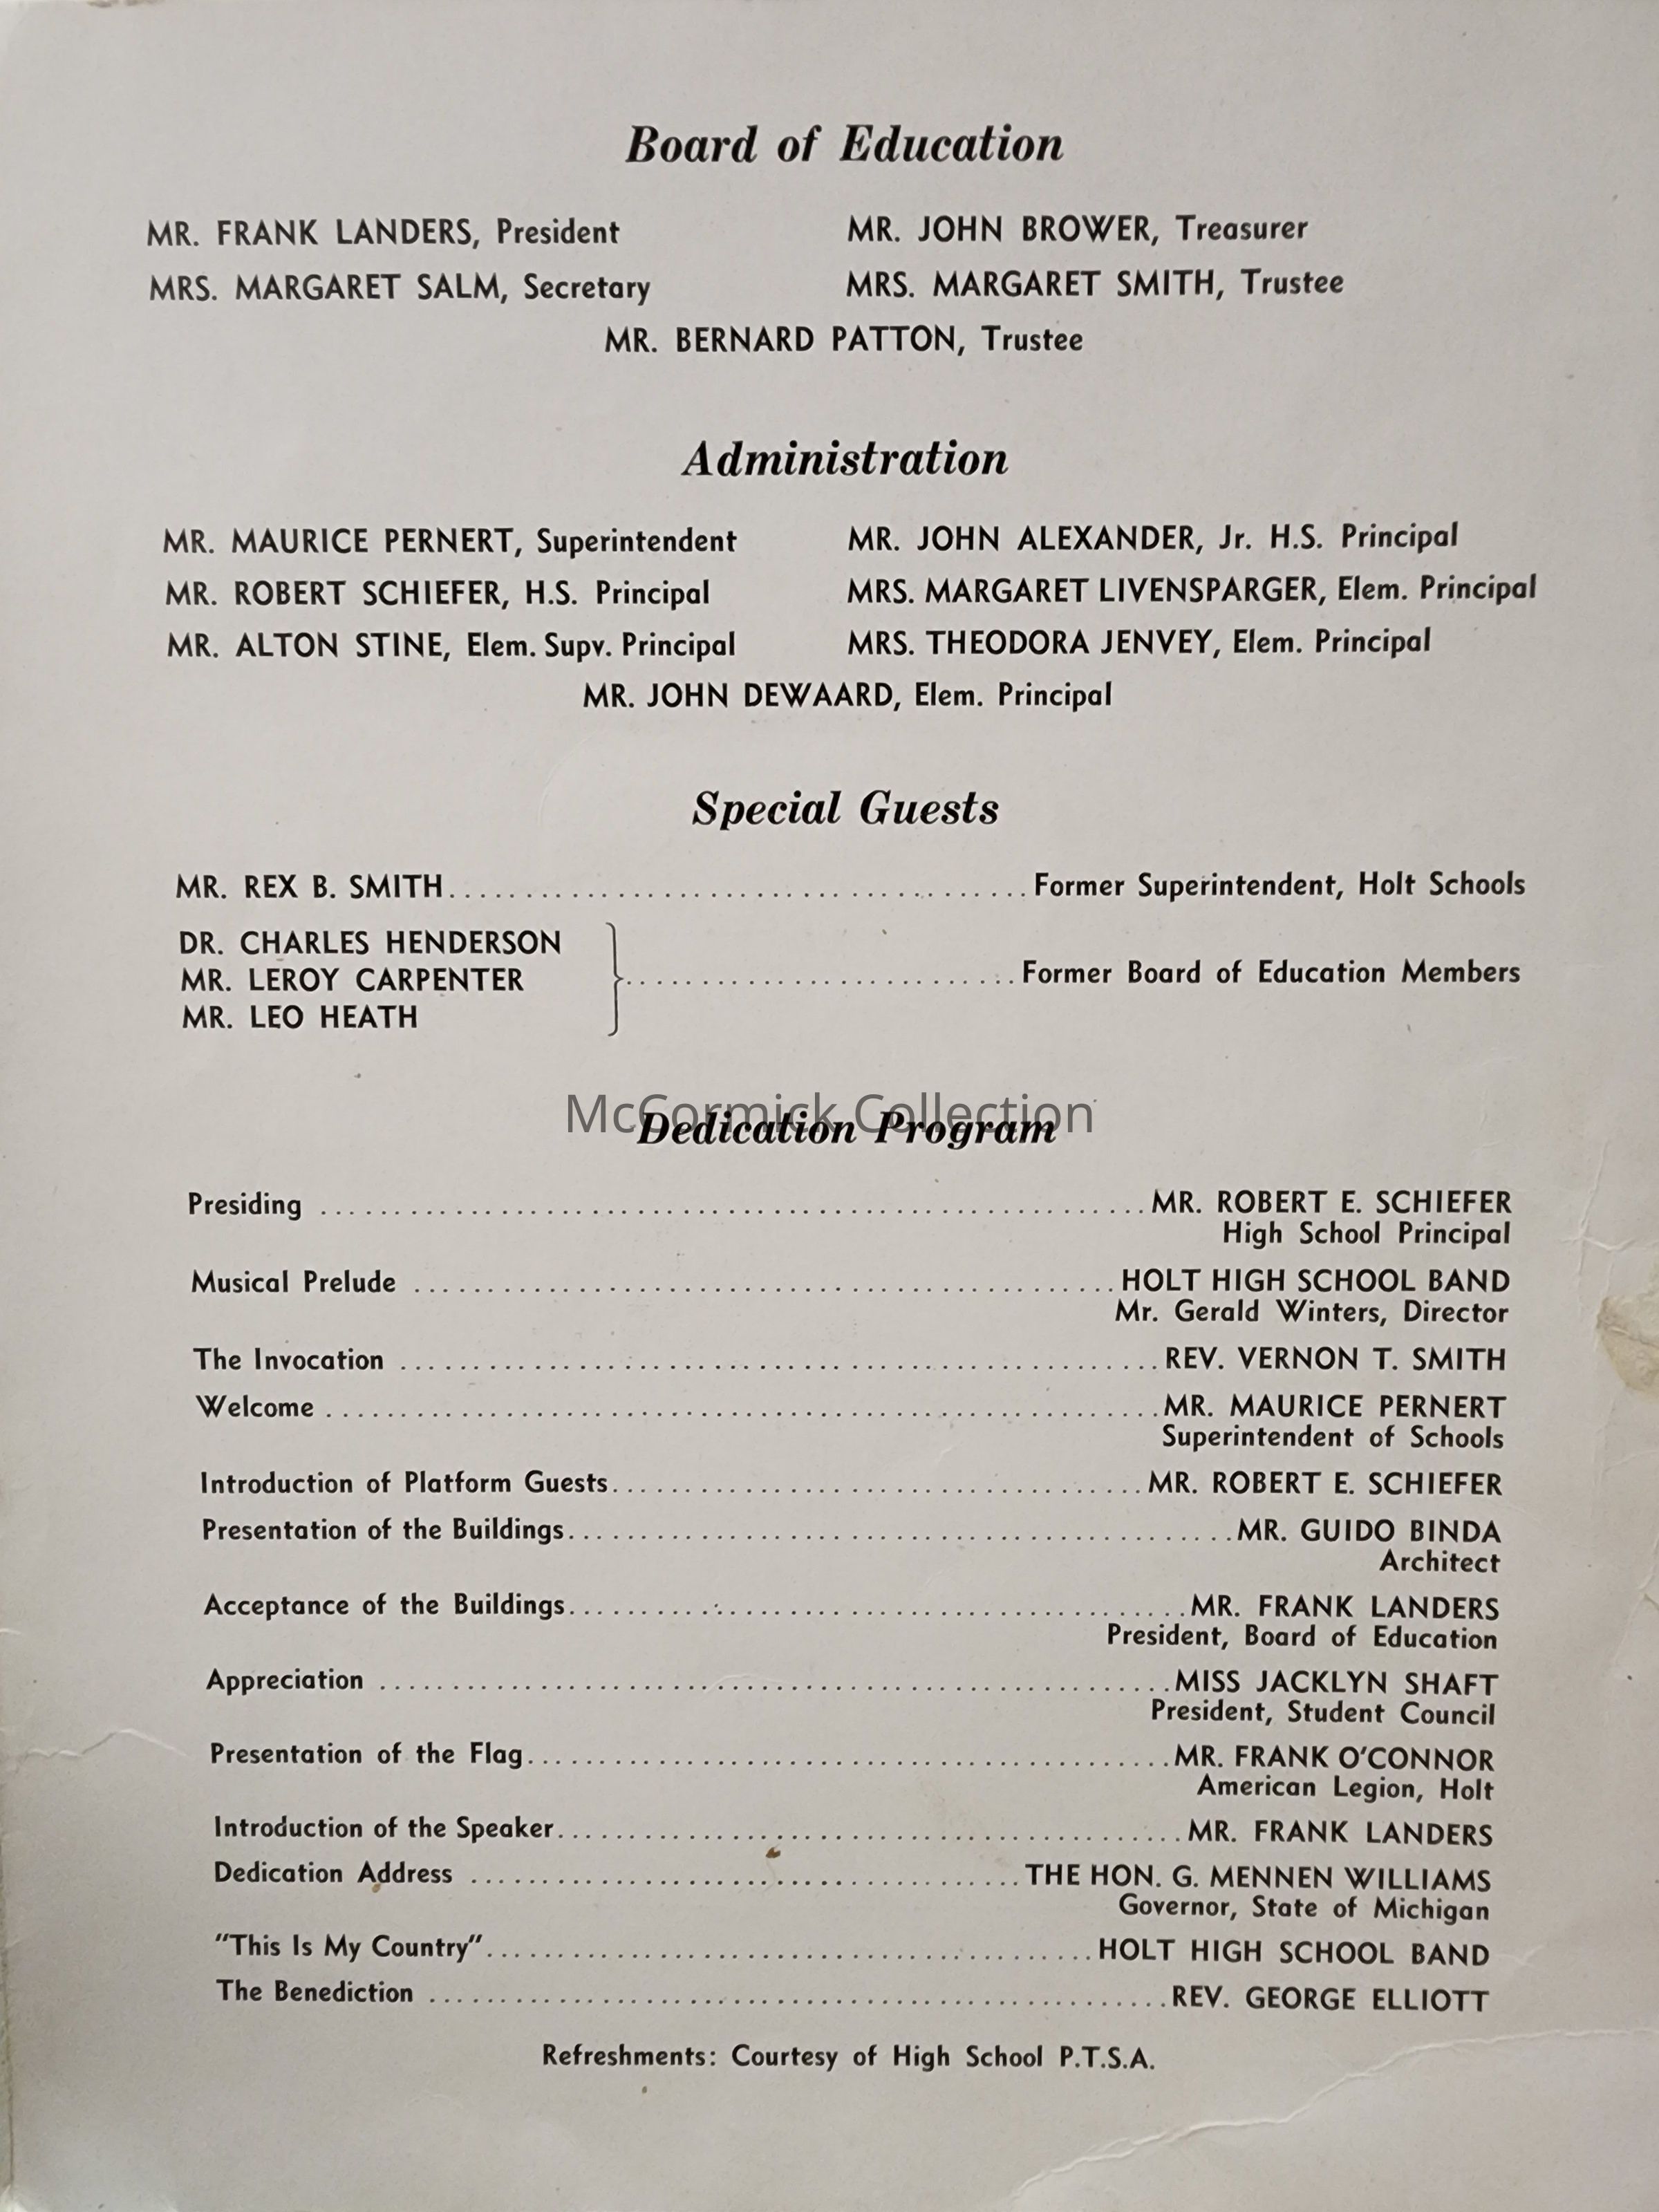 Board of Education
MR. FRANK LANDERS, President MR. JOHN BROWER, Treasurer
MRS. MARGARET SALM, Secretary MRS. MARGARET SMITH, Trustee
MR. BERNARD PATTON, Trustee
Administration
MR. MAURICE PERNERT, Superintendent MR. JOHN ALEXANDER, Jr. H.S. Principal
MR. ROBERT SCHIEFER, H.S. Principal MRS. MARGARET LIVENSPARGER, Elem. Principal
MR. ALTON STINE, Elem. Supv. Principal MRS. THEODORA JENVEY, Elem. Principal
MR. JOHN DEWAARD, Elem. Principal
Special Guests
MR. REX B. SMITH........................................Former Superintendent, Holt Schools
DR. CHARLES HENDERSON
MR. LEROY CARPENTER ..........................Former Board of Education Members
MR. LEO HEATH
McCormick Collection
Dedication Program
Presiding ........................................MR. ROBERT E. SCHIEFER
High School Principal
Musical Prelude ........................................HOLT HIGH SCHOOL BAND
Mr. Gerald Winters, Director
The Invocation ........................................REV. VERNON T. SMITH
Welcome ........................................MR. MAURICE PERNERT
Superintendent of Schools
Introduction of Platform Guests........................................MR. ROBERT E. SCHIEFER
Presentation of the Buildings........................................MR. GUIDO BINDA
Architect
Acceptance of the Buildings........................................MR. FRANK LANDERS
President, Board of Education
Appreciation ........................................MISS JACKLYN SHAFT
President, Student Council
Presentation of the Flag........................................MR. FRANK O'CONNOR
American Legion, Holt
Introduction of the Speaker........................................MR. FRANK LANDERS
Dedication Address ........................................THE HON. G. MENNEN WILLIAMS
Governor, State of Michigan
"This Is My Country"........................................HOLT HIGH SCHOOL BAND
The Benediction ........................................REV. GEORGE ELLIOTT
Refreshments: Courtesy of High School P.T.S.A.